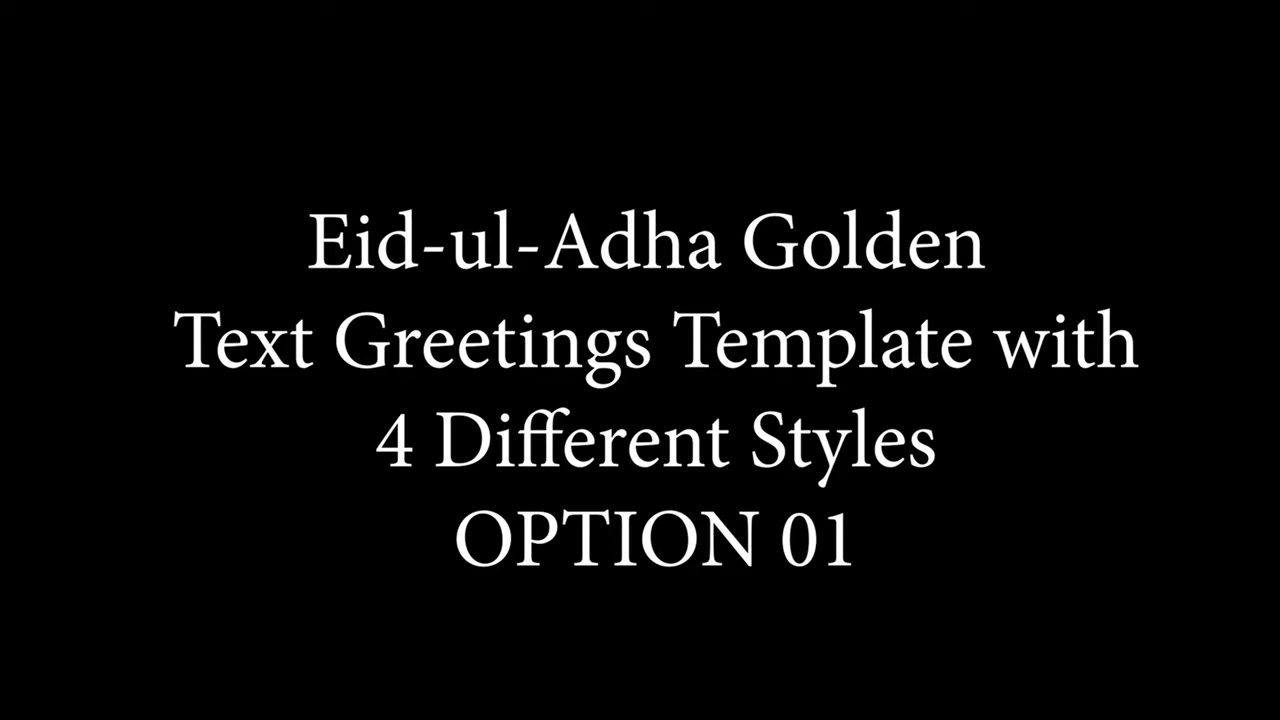 Eid-ul-Adha Golden
Text Greetings Template with
4 Different Styles
OPTION 01